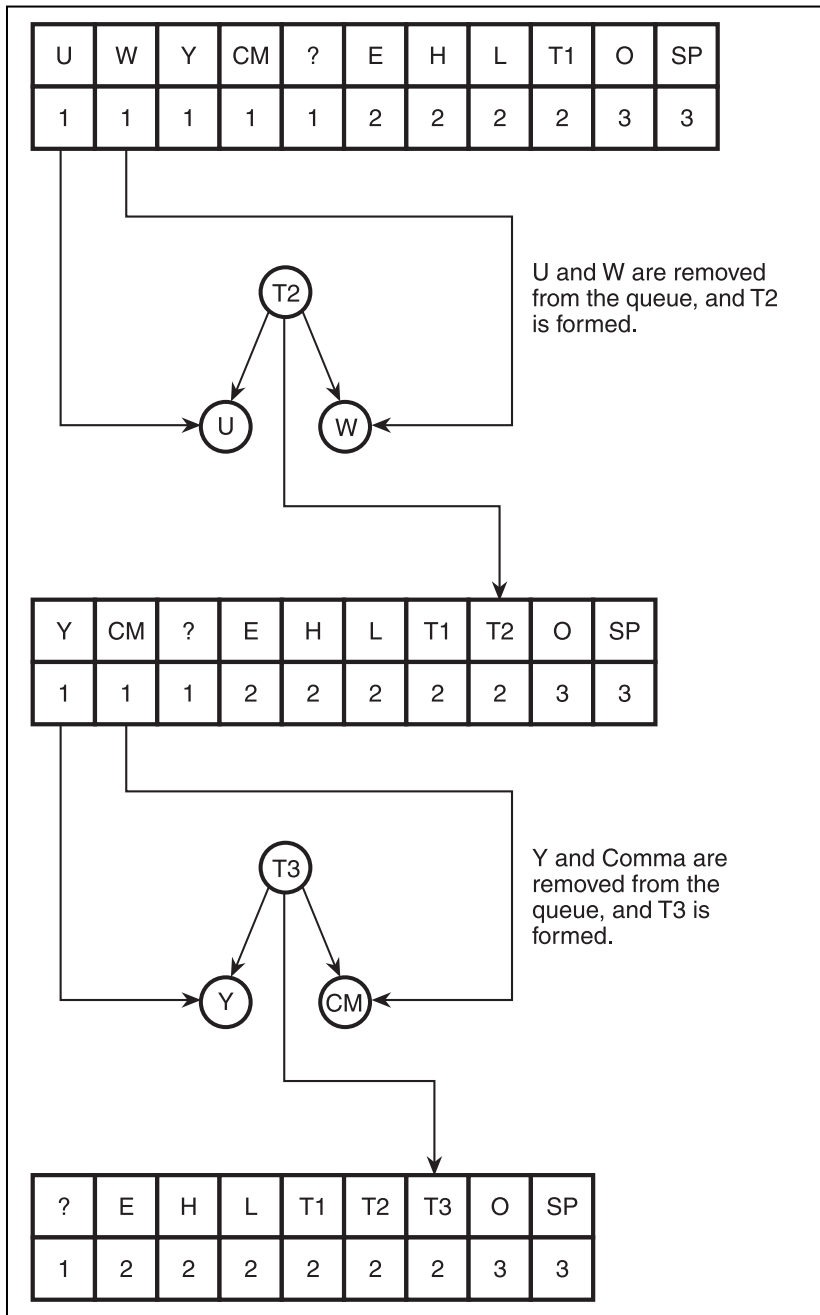 U W Y CM ? E H L T1 O SP
1 1 1 1 1 2 2 2 2 3 3
T2
U and W are removed
from the queue, and T2
is formed.
U W
Y CM ? E H L T1 T2 O SP
1 1 1 2 2 2 2 2 3 3
T3
Y and Comma are
removed from the
queue, and T3 is
formed.
Y CM
? E H L T1 T2 T3 O SP
1 2 2 2 2 2 2 3 3